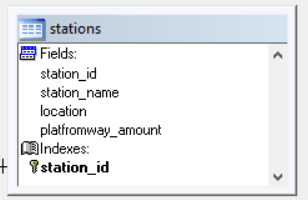 stations
Fields:
station_id
station_name
location
platfromway_amount
Indexes:
station_id